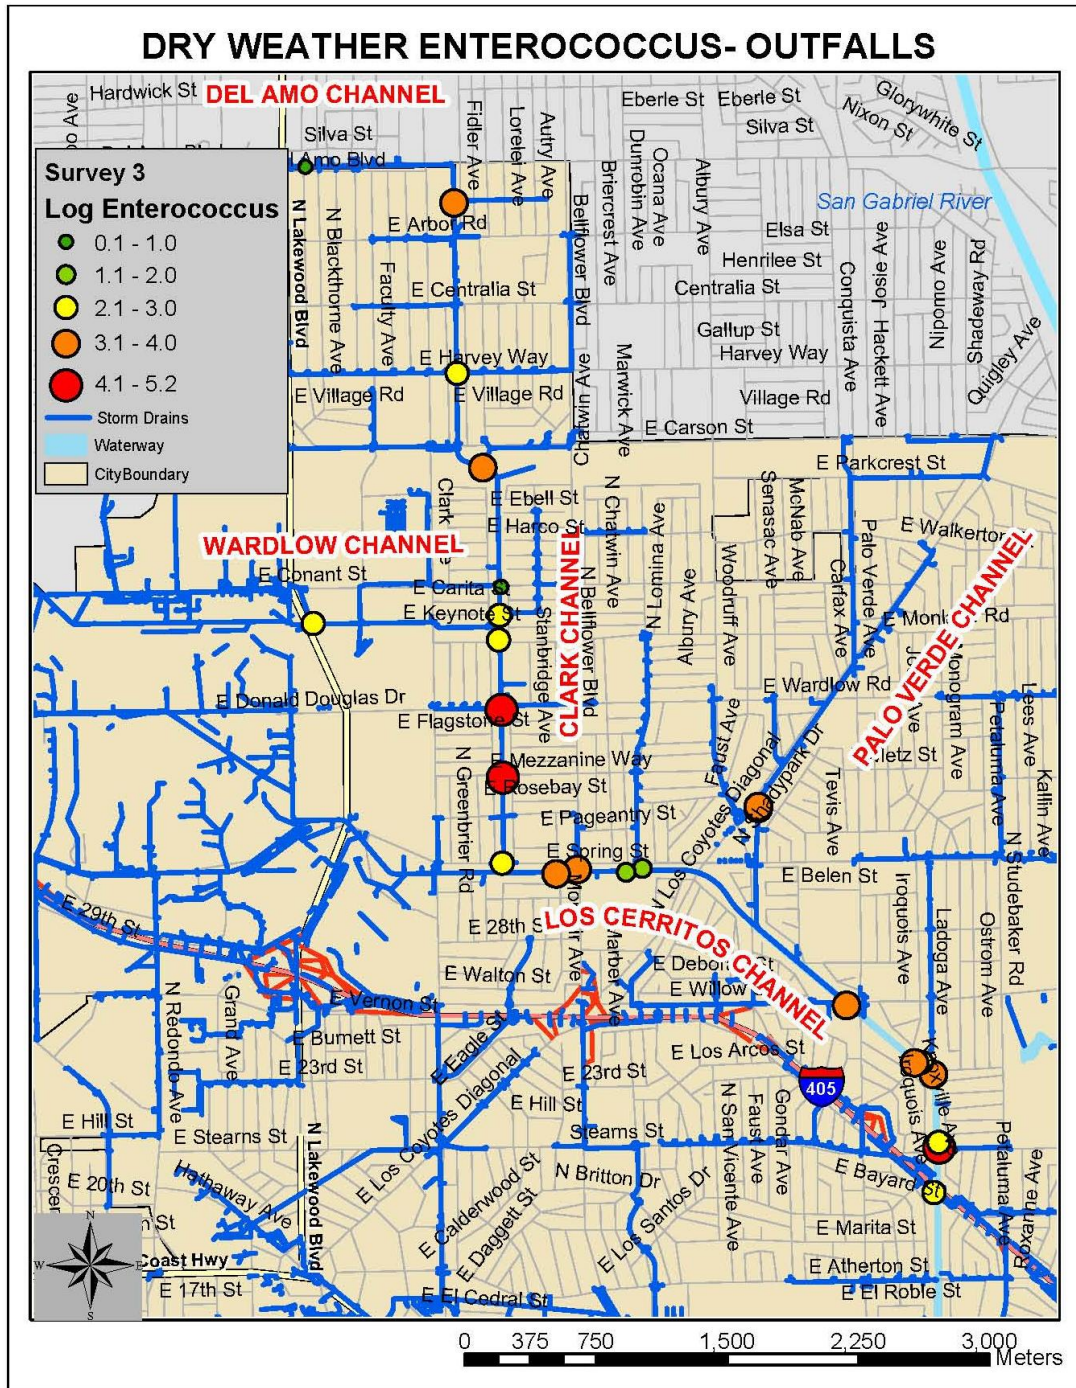 DRY WEATHER ENTEROCOCCUS- OUTFALLS
Hardwick St
DEL AMO CHANNEL
Silva St
Amo Blvd
Fidler Ave
Lorelei Ave
Autry Ave
Eberle St
Eberle St
Silva St
Glorywhite St
Nixon St
Dunrobin Ave
Ocana Ave
Briercrest Ave
Albury Ave
San Gabriel River
Survey 3
Log Enterococcus
0.1 - 1.0
1.1 - 2.0
2.1 - 3.0
3.1 - 4.0
4.1 - 5.2
Storm Drains
Waterway
CityBoundary
N Lakewood Blvd
N Blackthorne Ave
Faculty Ave
E Arbor Rd
E Centralia St
E Harvey Way
E Village Rd
E Village Rd
Bellflower Blvd
Chatwin Ave
Marwick Ave
Elsa St
Henrilee St
Centralia St
Gallup St
Harvey Way
Village Rd
E Carson St
Conquista Ave
Hackett Ave
Josie Ave
Nipomo Ave
Shadeway Rd
Quigley Ave
E Parkcrest St
E Ebell St
E Harco St
Clark
N Chatwin Ave
N Lomina Ave
Albury Ave
Woodruff Ave
Senasac Ave
McNab Ave
Carfax Ave
Palo Verde Ave
E Walkerton
WARDLOW CHANNEL
E Conant St
E Carita St
E Keynote St
Stanbridge Ave
CLARK CHANNEL
N Bellflower Blvd
PALO VERDE CHANNEL
Rd
E Wardlow Rd
Monogram Ave
Petaluma Ave
Lees Ave
Kallin Ave
E Donald Douglas Dr
E Flagstone St
E Mezzanine Way
E Rosebay St
E Pageantry St
E Spring St
N Greenbrier Rd
Faust Ave
N Los Coyotes Diagonal
N Shadypark Dr
Tevis Ave
E Belen St
N Studebaker Rd
Iroquois Ave
Ladoga Ave
Ostrom Ave
E 29th St
E 28th St
LOS CERRITOS CHANNEL
E Walton St
Marber Ave
E Willow
E Vernon St
N Redondo Ave
Grand Ave
E Burnett St
E 23rd St
E Eagle St
E Los Coyotes Diagonal
E 23rd St
E Los Arcos St
405
Iroquois Ave
E Hill St
E Hill St
E Stearns St
Stearns St
N Lakewood Blvd
N Britton Dr
N San Vicente Ave
Faust Ave
Gondar Ave
E Bayard St
Petaluma Ave
Roxanne Ave
E 20th St
Hathaway Ave
E Calderwood St
E Daggett St
E Los Santos Dr
E Marita St
E Atherton St
E El Roble St
Coast Hwy
E 17th St
E El Cedral St
N
W
E
S
0 375 750 1,500 2,250 3,000
Meters